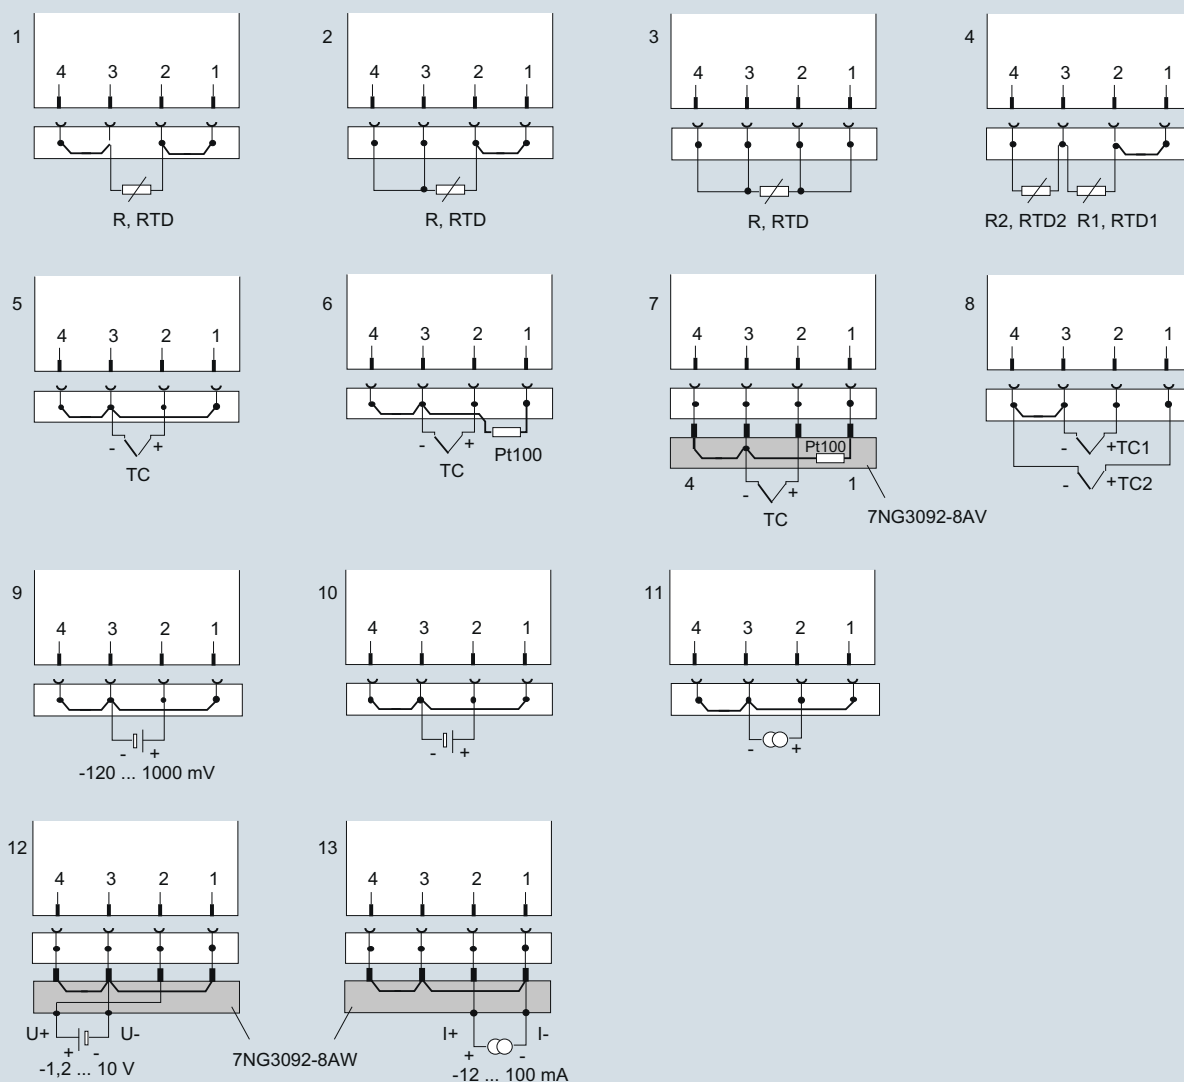 1
4 3 2 1
R, RTD
2
4 3 2 1
R, RTD
3
4 3 2 1
R, RTD
4
4 3 2 1
R2, RTD2 R1, RTD1
5
4 3 2 1
- +
TC
6
4 3 2 1
- +
TC
Pt100
7
4 3 2 1
Pt100
4 - + 1
TC
7NG3092-8AV
8
4 3 2 1
- +TC1
- +TC2
9
4 3 2 1
- +
-120 ... 1000 mV
10
4 3 2 1
- +
11
4 3 2 1
- +
12
4 3 2 1
U+ U-
+ -
-1,2 ... 10 V
7NG3092-8AW
13
4 3 2 1
I+ I-
+ -
-12 ... 100 mA